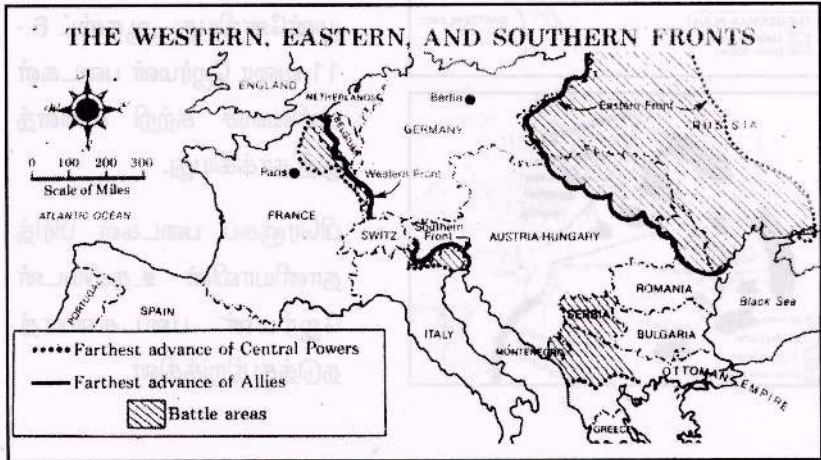 THE WESTERN, EASTERN, AND SOUTHERN FRONTS
ENGLAND
NETHERLANDS
Berlin
Eastern Front
RUSSIA
BELGIUM
GERMANY
0 100 200 300
Scale of Miles
Paris
Western Front
ATLANTIC OCEAN
FRANCE
SWITZ
Southern Front
AUSTRIA-HUNGARY
PORTUGAL
SPAIN
ITALY
ROMANIA
Black Sea
SERBIA
BULGARIA
MONTENEGRO
OTTOMAN EMPIRE
GREECE
Farthest advance of Central Powers
Farthest advance of Allies
Battle areas